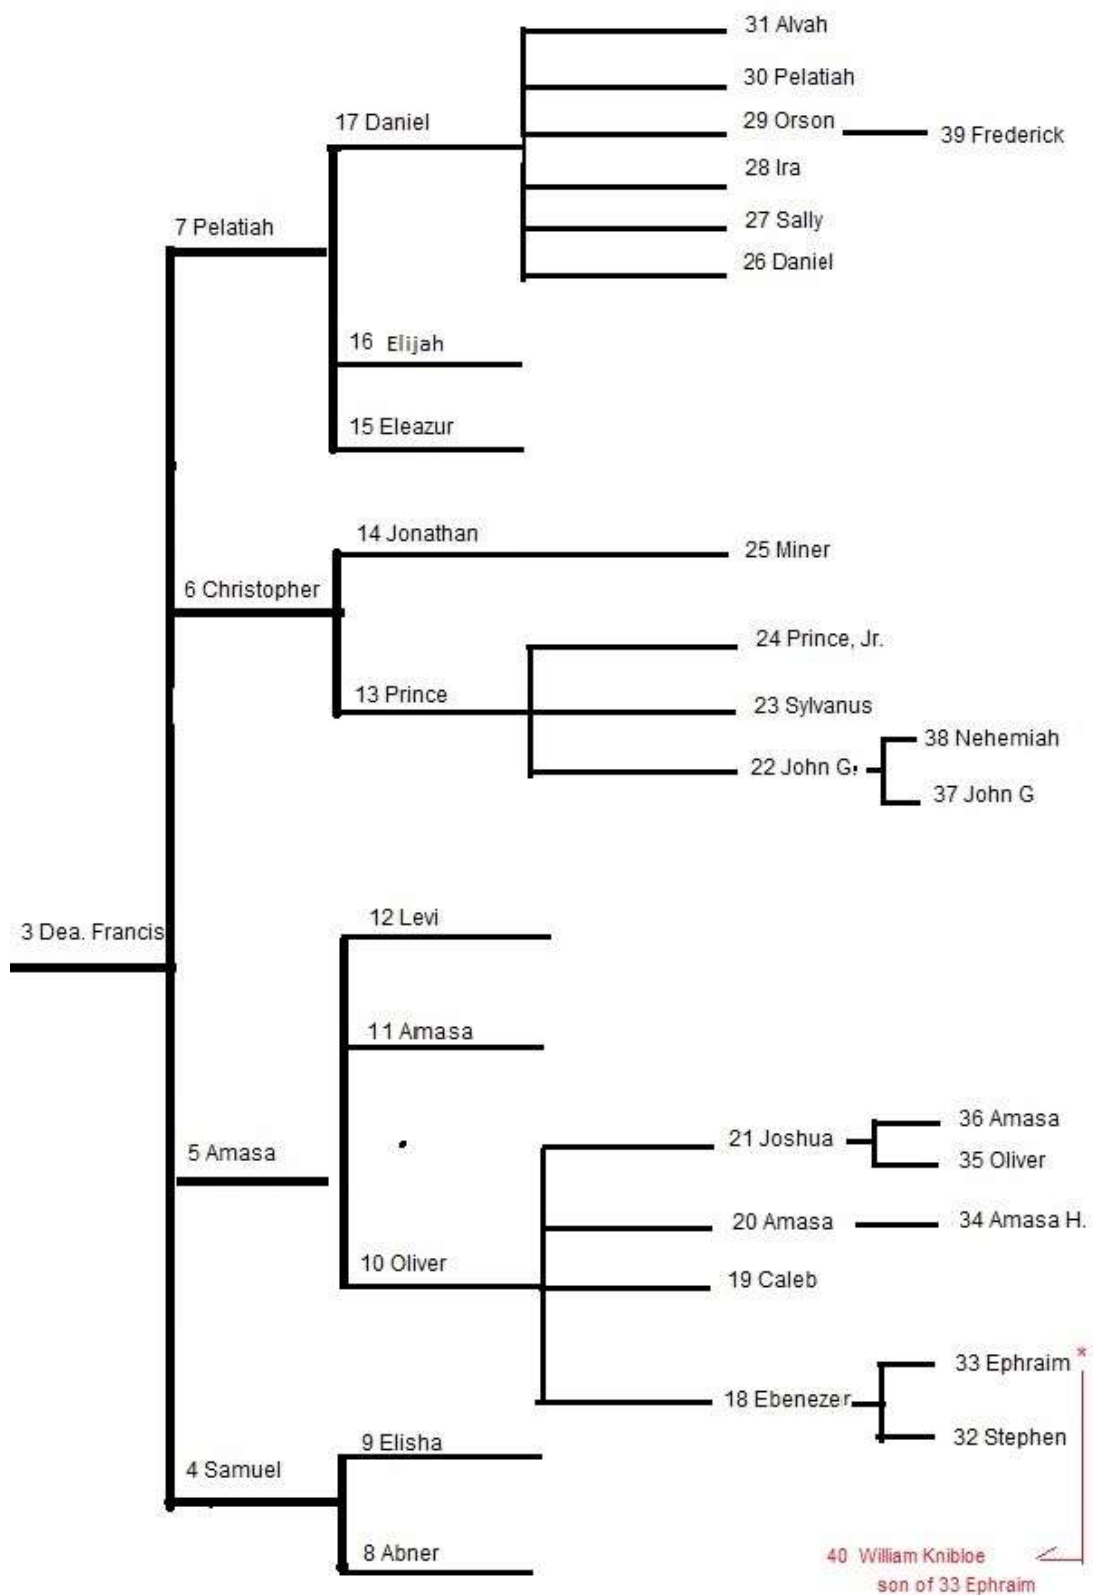 31 Alvah
30 Pelatiah
17 Daniel
29 Orson
39 Frederick
28 Ira
27 Sally
7 Pelatiah
26 Daniel
16 Elijah
15 Eleazur
14 Jonathan
25 Miner
6 Christopher
24 Prince, Jr.
13 Prince
23 Sylvanus
38 Nehemiah
22 John G.
37 John G
12 Levi
3 Dea. Francis
11 Amasa
36 Amasa
21 Joshua
5 Amasa
35 Oliver
20 Amasa
34 Amasa H.
10 Oliver
19 Caleb
33 Ephraim *
18 Ebenezer
32 Stephen
9 Elisha
4 Samuel
8 Abner
40 William Knibloe
son of 33 Ephraim